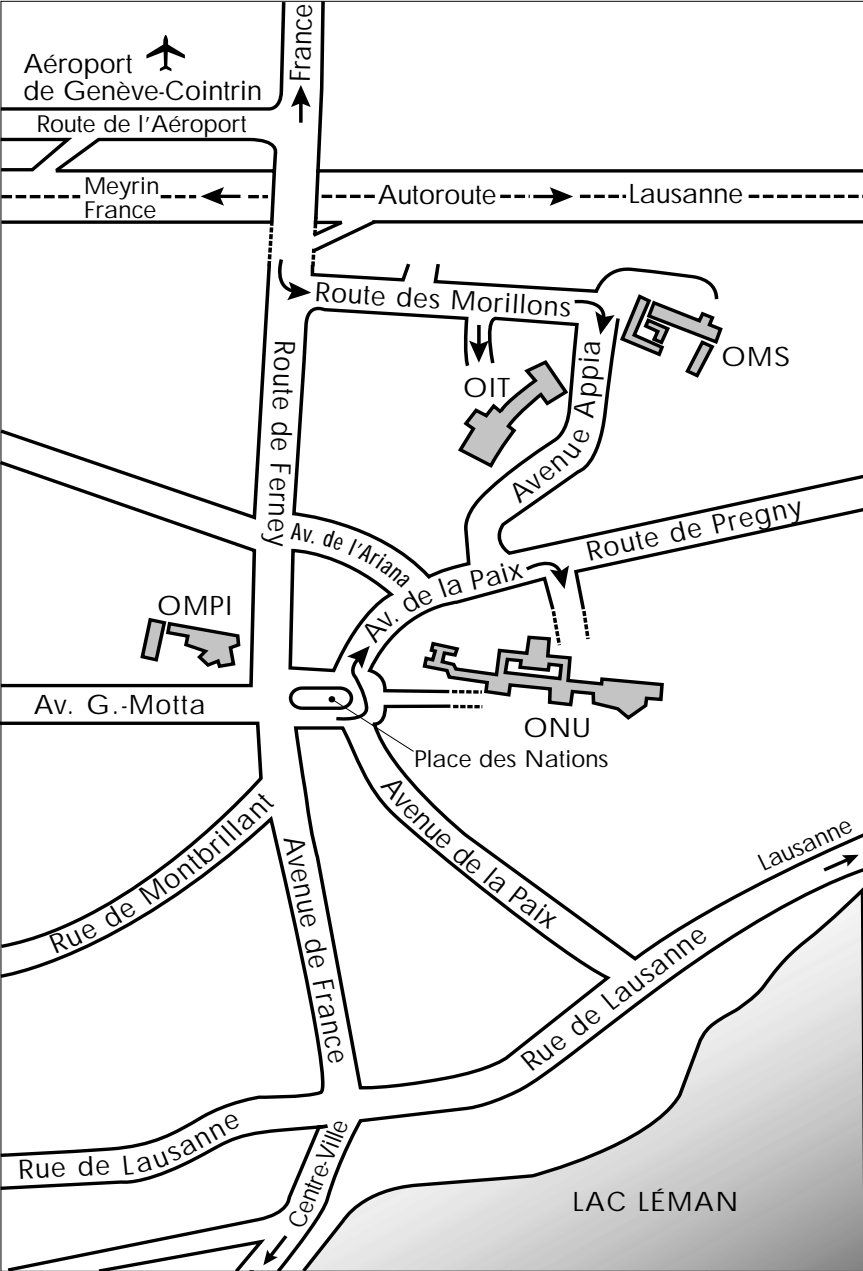 France
Aéroport
de Genève-Cointrin
Route de l'Aéroport
Meyrin
France
Autoroute
Lausanne
Route des Morillons
OMS
OIT
Avenue Appia
Route de Ferney
Route de Pregny
Av. de l'Ariana
Av. de la Paix
OMPI
Av. G.-Motta
ONU
Place des Nations
Avenue de la Paix
Rue de Montbrillant
Avenue de France
Lausanne
Rue de Lausanne
Rue de Lausanne
Centre-Ville
LAC LÉMAN